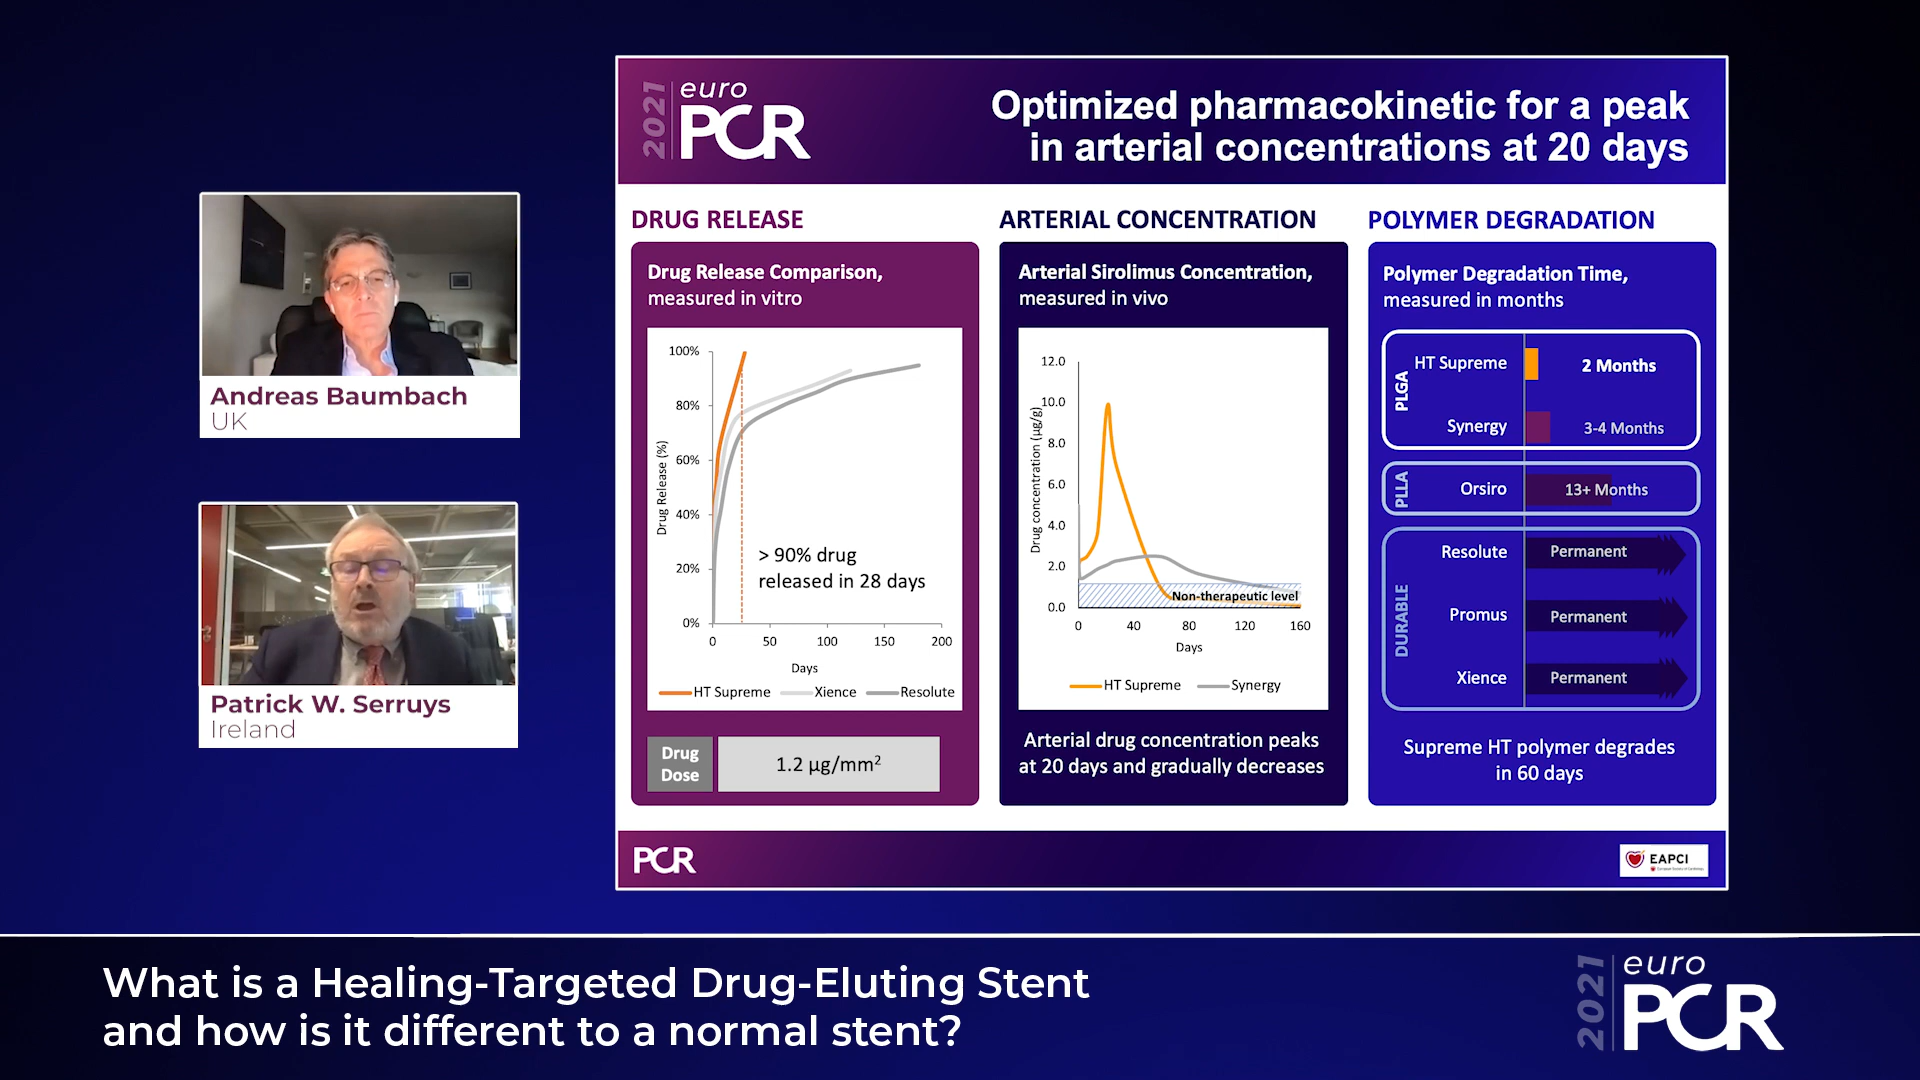 2021
euro
PCR
Optimized pharmacokinetic for a peak
in arterial concentrations at 20 days
Andreas Baumbach
UK
Patrick W. Serruys
Ireland
DRUG RELEASE
Drug Release Comparison,
measured in vitro
Drug Release (%)
100%
80%
60%
40%
20%
0%
0 50 100 150 200
Days
> 90% drug
released in 28 days
HT Supreme Xience Resolute
Drug
Dose
1.2 µg/mm²
ARTERIAL CONCENTRATION
Arterial Sirolimus Concentration,
measured in vivo
Drug concentration (µg/g)
12.0
10.0
8.0
6.0
4.0
2.0
0.0
Non-therapeutic level
0 40 80 120 160
Days
HT Supreme Synergy
Arterial drug concentration peaks
at 20 days and gradually decreases
POLYMER DEGRADATION
Polymer Degradation Time,
measured in months
PLGA
HT Supreme 2 Months
Synergy 3-4 Months
PLLA
Orsiro 13+ Months
DURABLE
Resolute Permanent
Promus Permanent
Xience Permanent
Supreme HT polymer degrades
in 60 days
PCR
EAPCI
What is a Healing-Targeted Drug-Eluting Stent
and how is it different to a normal stent?
2021
euro
PCR